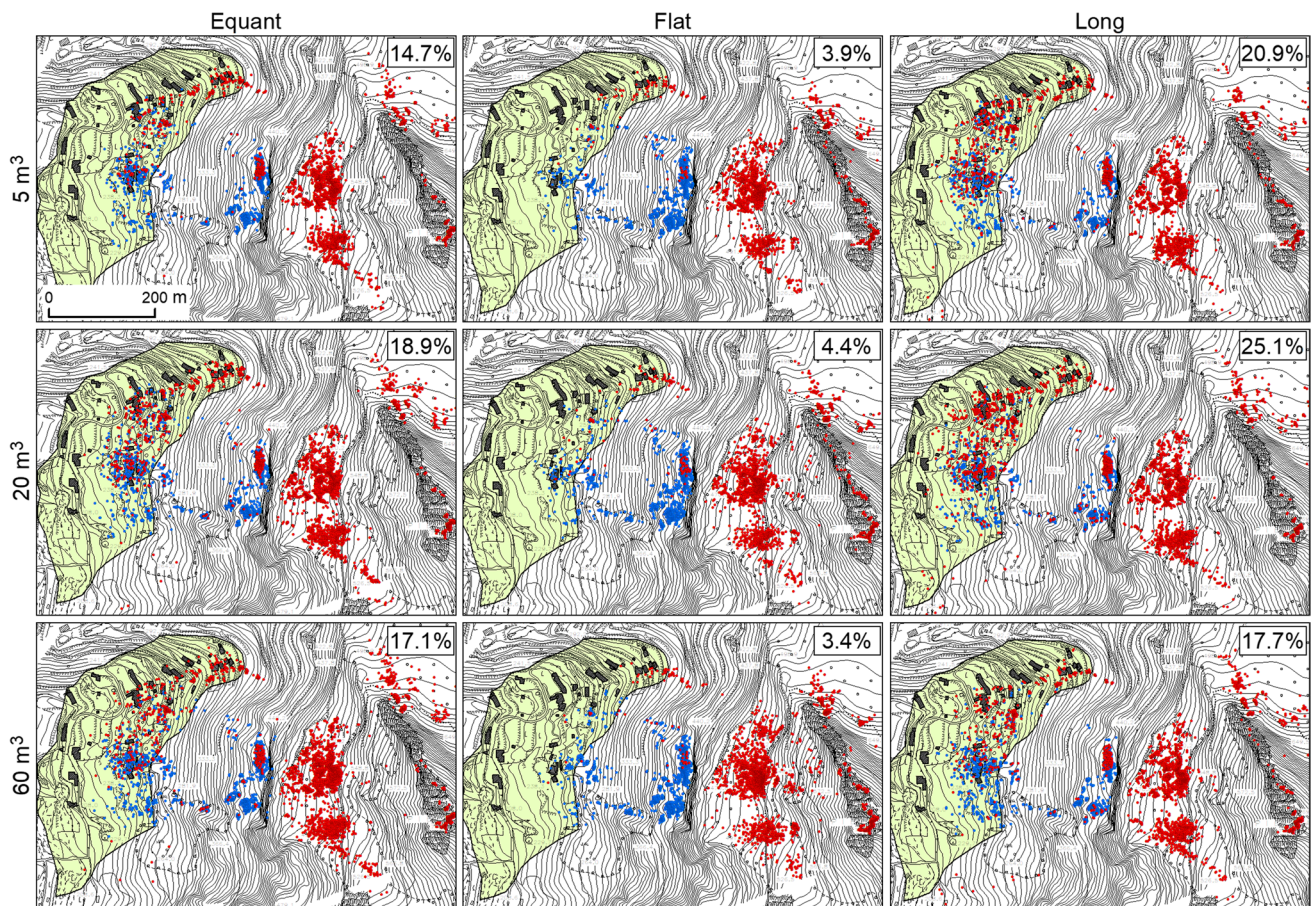 Equant Flat Long
14.7% 3.9% 20.9%
5 m³
0 200 m
18.9% 4.4% 25.1%
20 m³
17.1% 3.4% 17.7%
60 m³